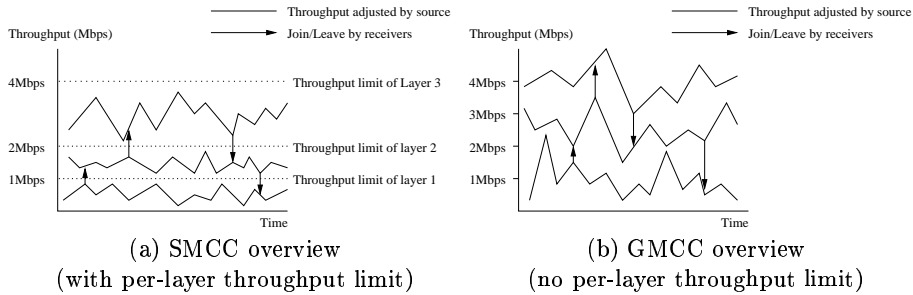 Throughput adjusted by source
Throughput (Mbps)
Join/Leave by receivers
4Mbps
Throughput limit of Layer 3
2Mbps
Throughput limit of layer 2
1Mbps
Throughput limit of layer 1
Time
(a) SMCC overview
(with per-layer throughput limit)
Throughput adjusted by source
Throughput (Mbps)
Join/Leave by receivers
4Mbps
3Mbps
2Mbps
1Mbps
Time
(b) GMCC overview
(no per-layer throughput limit)